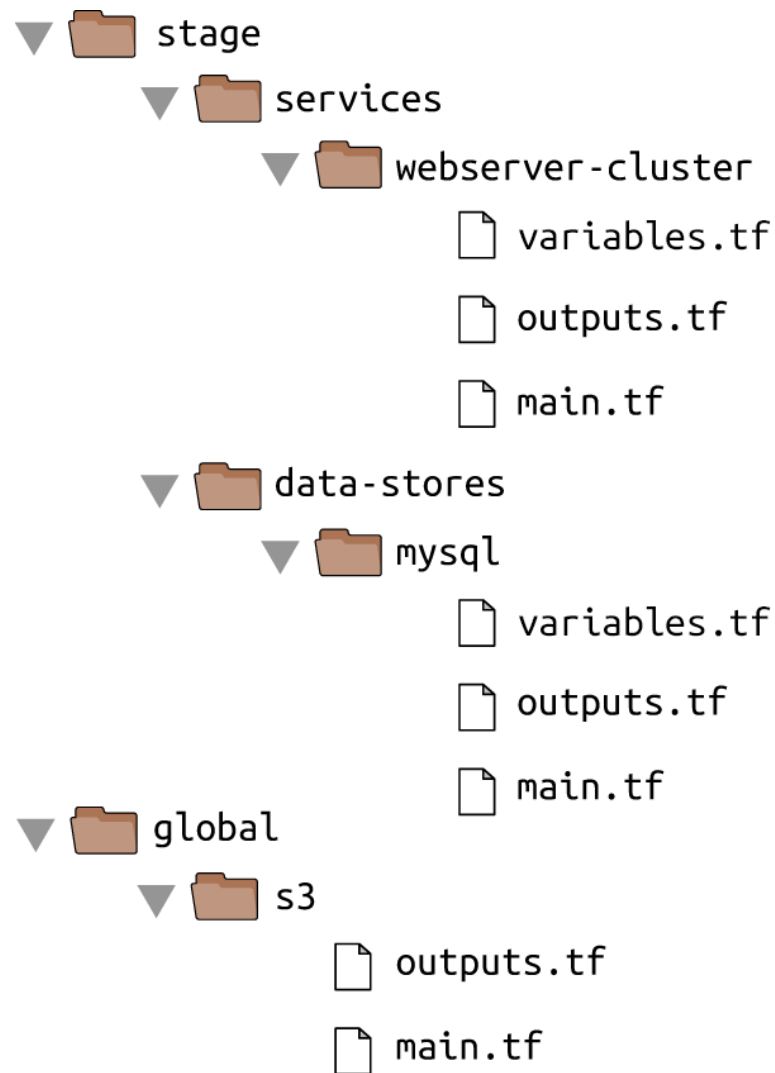 stage
services
webserver-cluster
variables.tf
outputs.tf
main.tf
data-stores
mysql
variables.tf
outputs.tf
main.tf
global
s3
outputs.tf
main.tf